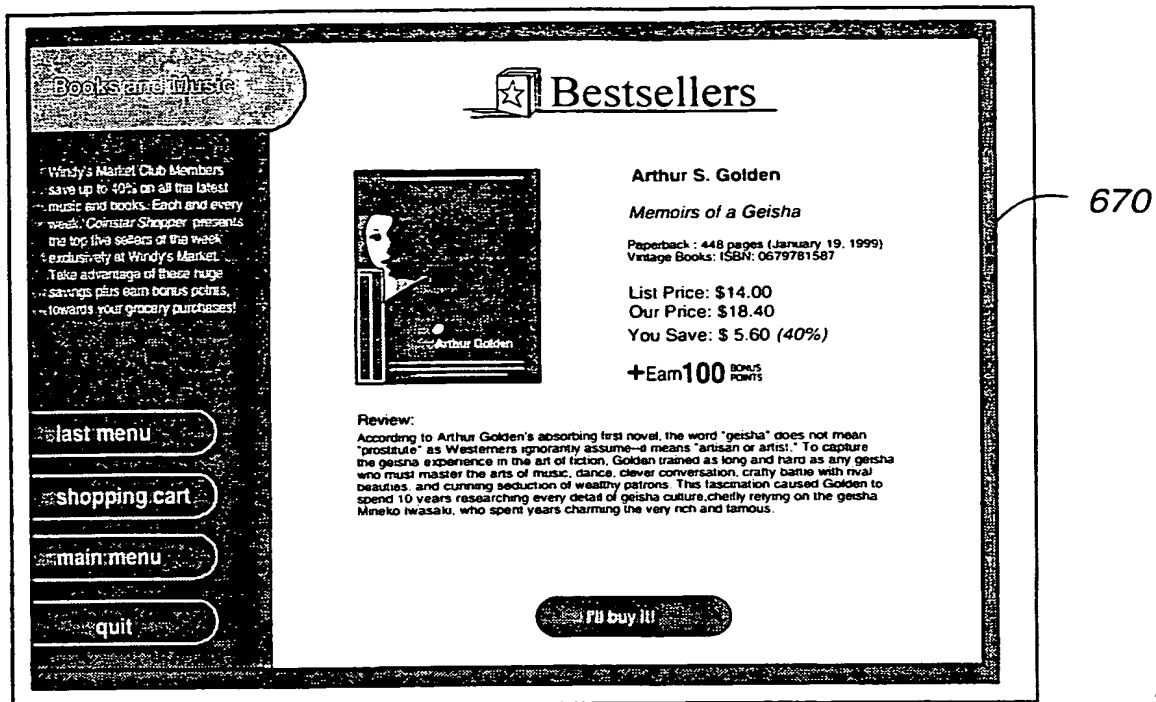 Books and Music
Bestsellers
Windy's Market Club Members
save up to 40% on all the latest
music and books. Each and every
week, Coinstar Shopper presents
the top five sellers of the week
exclusively at Windy's Market.
Take advantage of these huge
savings plus earn bonus points,
towards your grocery purchases!
last menu
shopping cart
main menu
quit
Arthur Golden
Arthur S. Golden
Memoirs of a Geisha
Paperback : 448 pages (January 19, 1999)
Vintage Books: ISBN: 0679781587
List Price: $14.00
Our Price: $18.40
You Save: $ 5.60 (40%)
+Earn 100 BONUS POINTS
Review:
According to Arthur Golden's absorbing first novel, the word "geisha" does not mean
"prostitute" as Westerners ignorantly assume--it means "artisan or artist." To capture
the geisha experience in the art of fiction, Golden trained as long and hard as any geisha
who must master the arts of music, dance, clever conversation, crafty battle with rival
beauties, and cunning seduction of wealthy patrons. This fascination caused Golden to
spend 10 years researching every detail of geisha culture,cheifly relying on the geisha
Mineko Iwasaki, who spent years charming the very rich and famous.
I'll buy it!
670